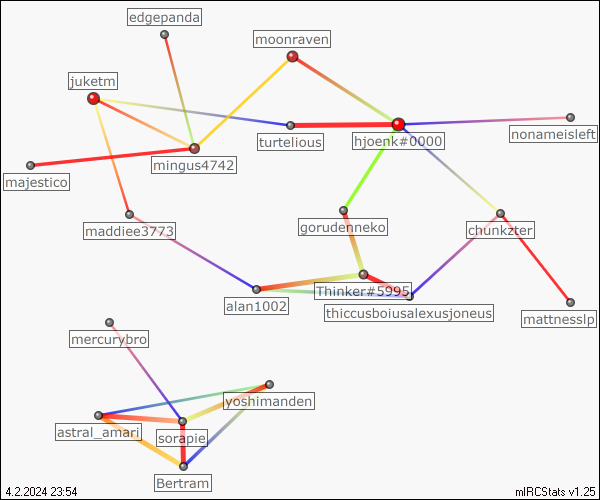 edgepanda
moonraven
juketm
turtelious
hjoenk#0000
nonameisleft
mingus4742
majestico
maddiee3773
gorudenneko
chunkzter
Thinker#5995
alan1002
thiccusboiusalexusjoneus
mattnesslp
mercurybro
yoshimanden
astral_amari
sorapie
Bertram
4.2.2024 23:54
mIRCStats v1.25